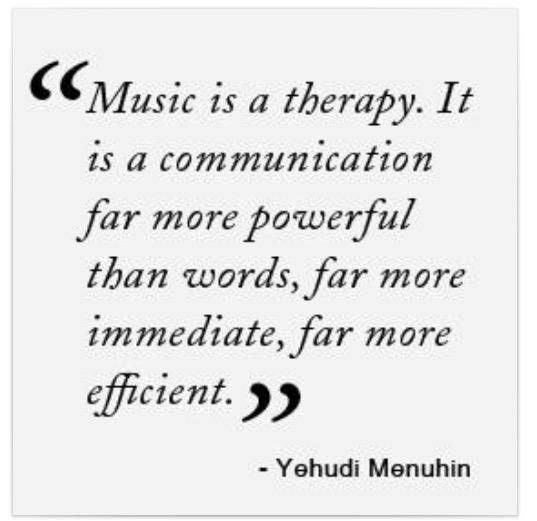 “Music is a therapy. It
is a communication
far more powerful
than words, far more
immediate, far more
efficient.”
- Yehudi Menuhin